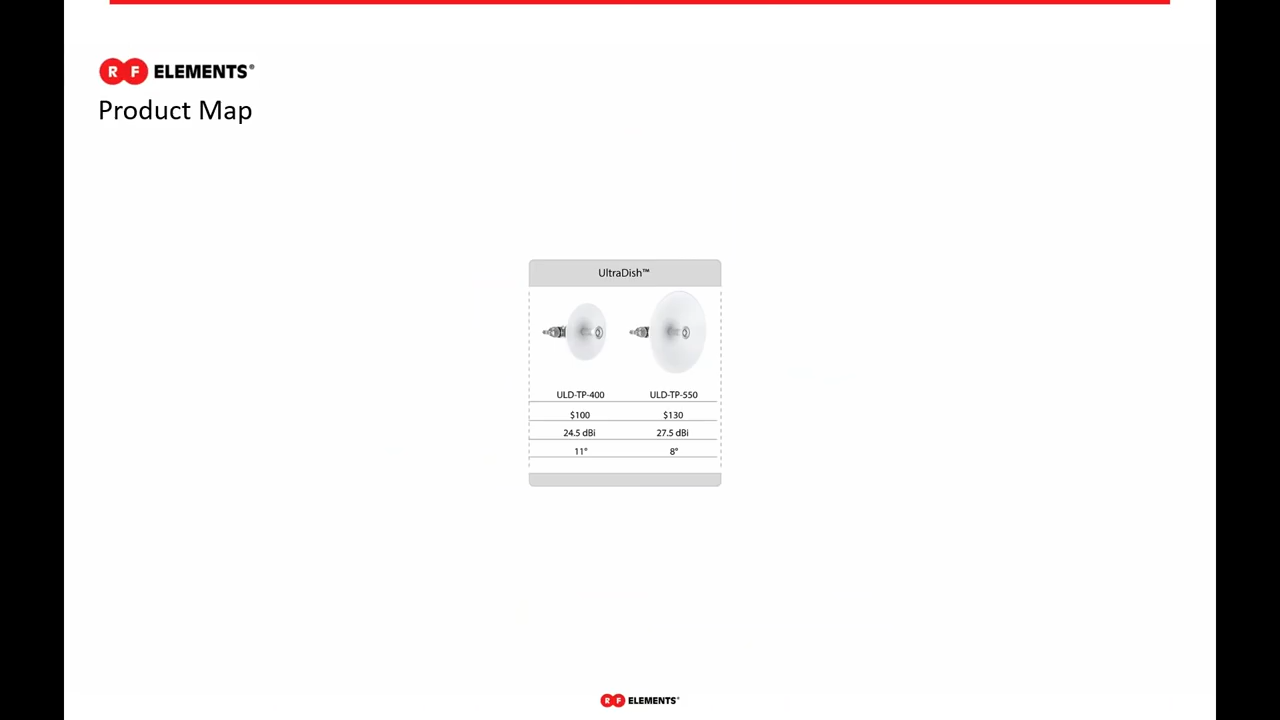 RF ELEMENTS®
Product Map
UltraDish™
ULD-TP-400 ULD-TP-550
$100 $130
24.5 dBi 27.5 dBi
11° 8°
RF ELEMENTS®